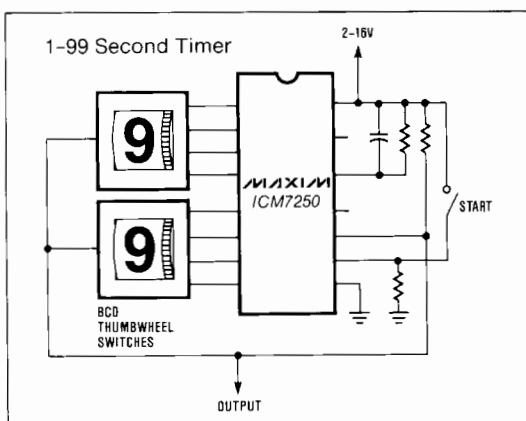 1–99 Second Timer
2–16V
9
MAXIM
ICM7250
START
9
BCD
THUMBWHEEL
SWITCHES
OUTPUT